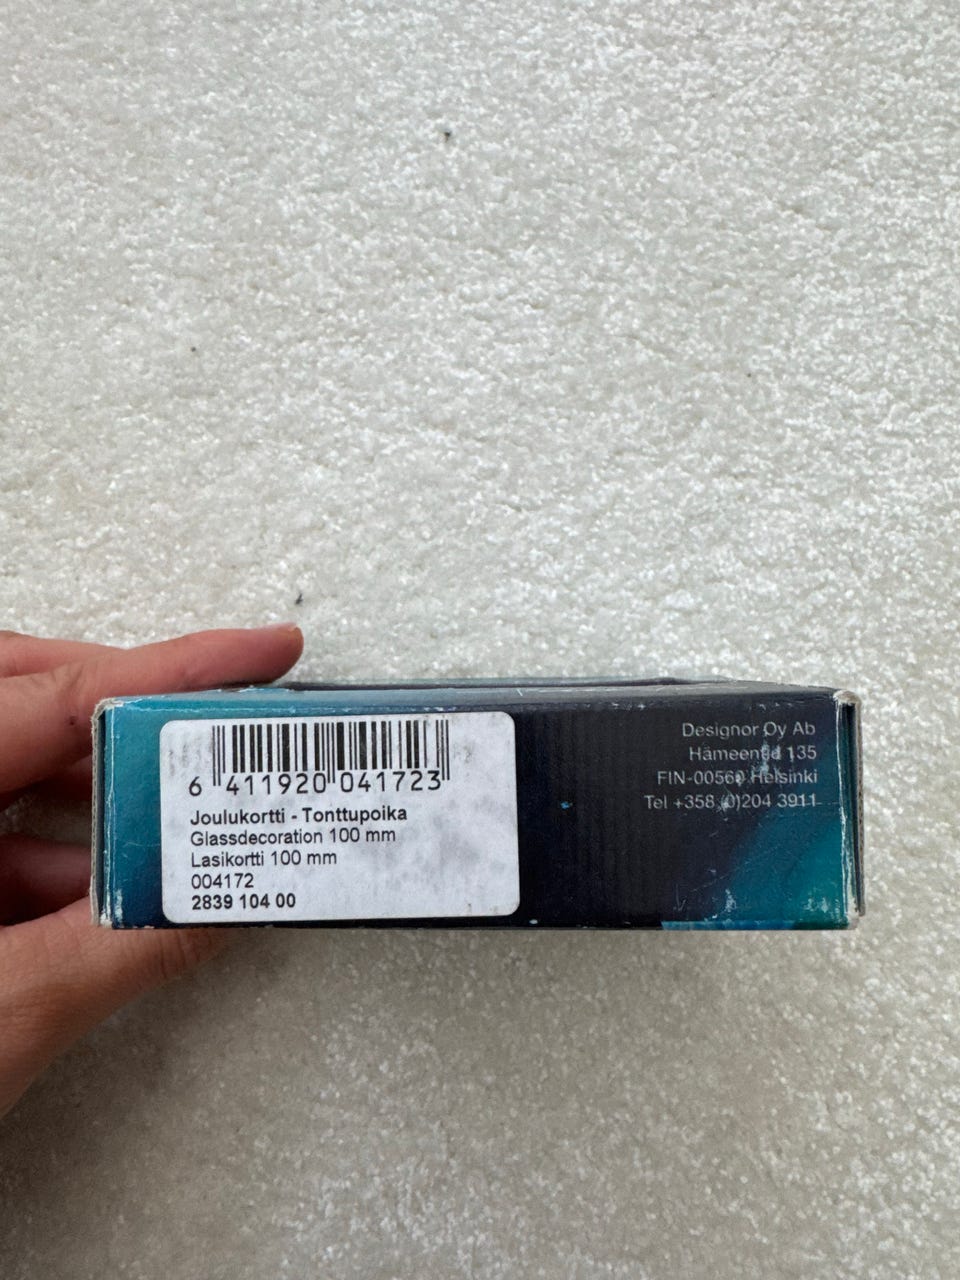 6 411920 041723
Joulukortti - Tonttupoika
Glassdecoration 100 mm
Lasikortti 100 mm
004172
2839 104 00
Designor Oy Ab
135
FIN-00560 Helsinki
Tel +358 (0)204 3911